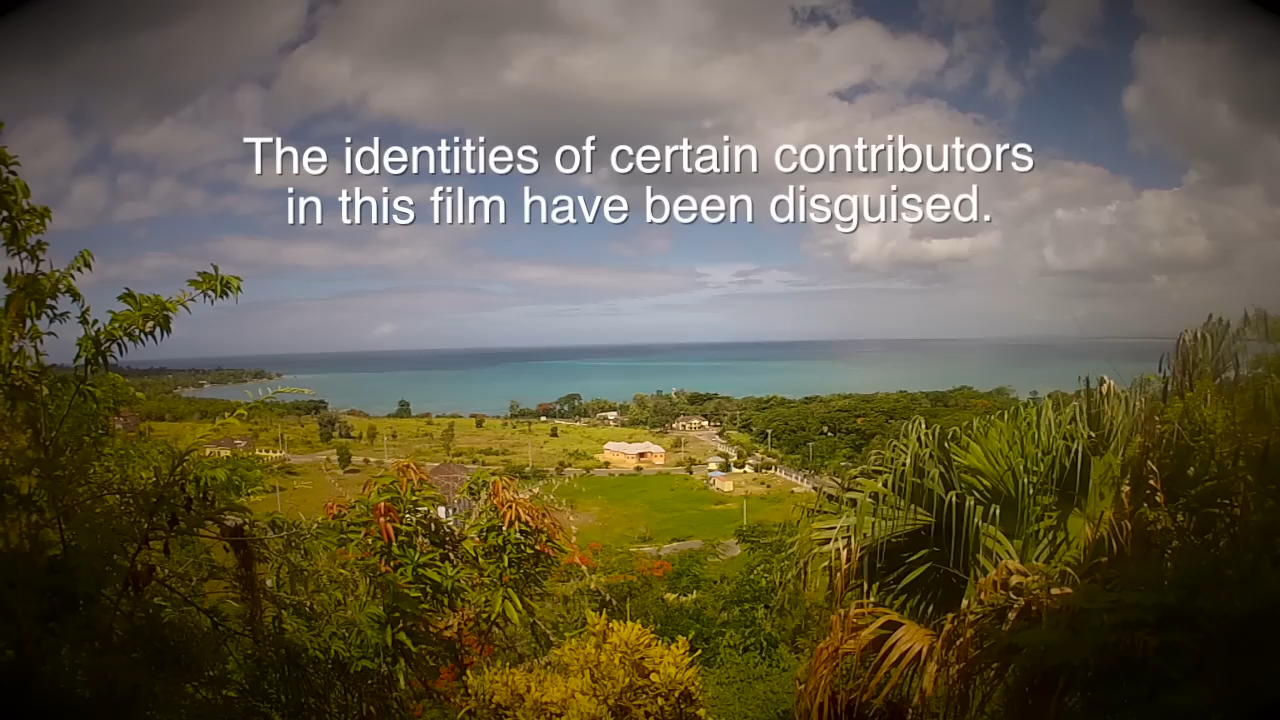 The identities of certain contributors
in this film have been disguised.